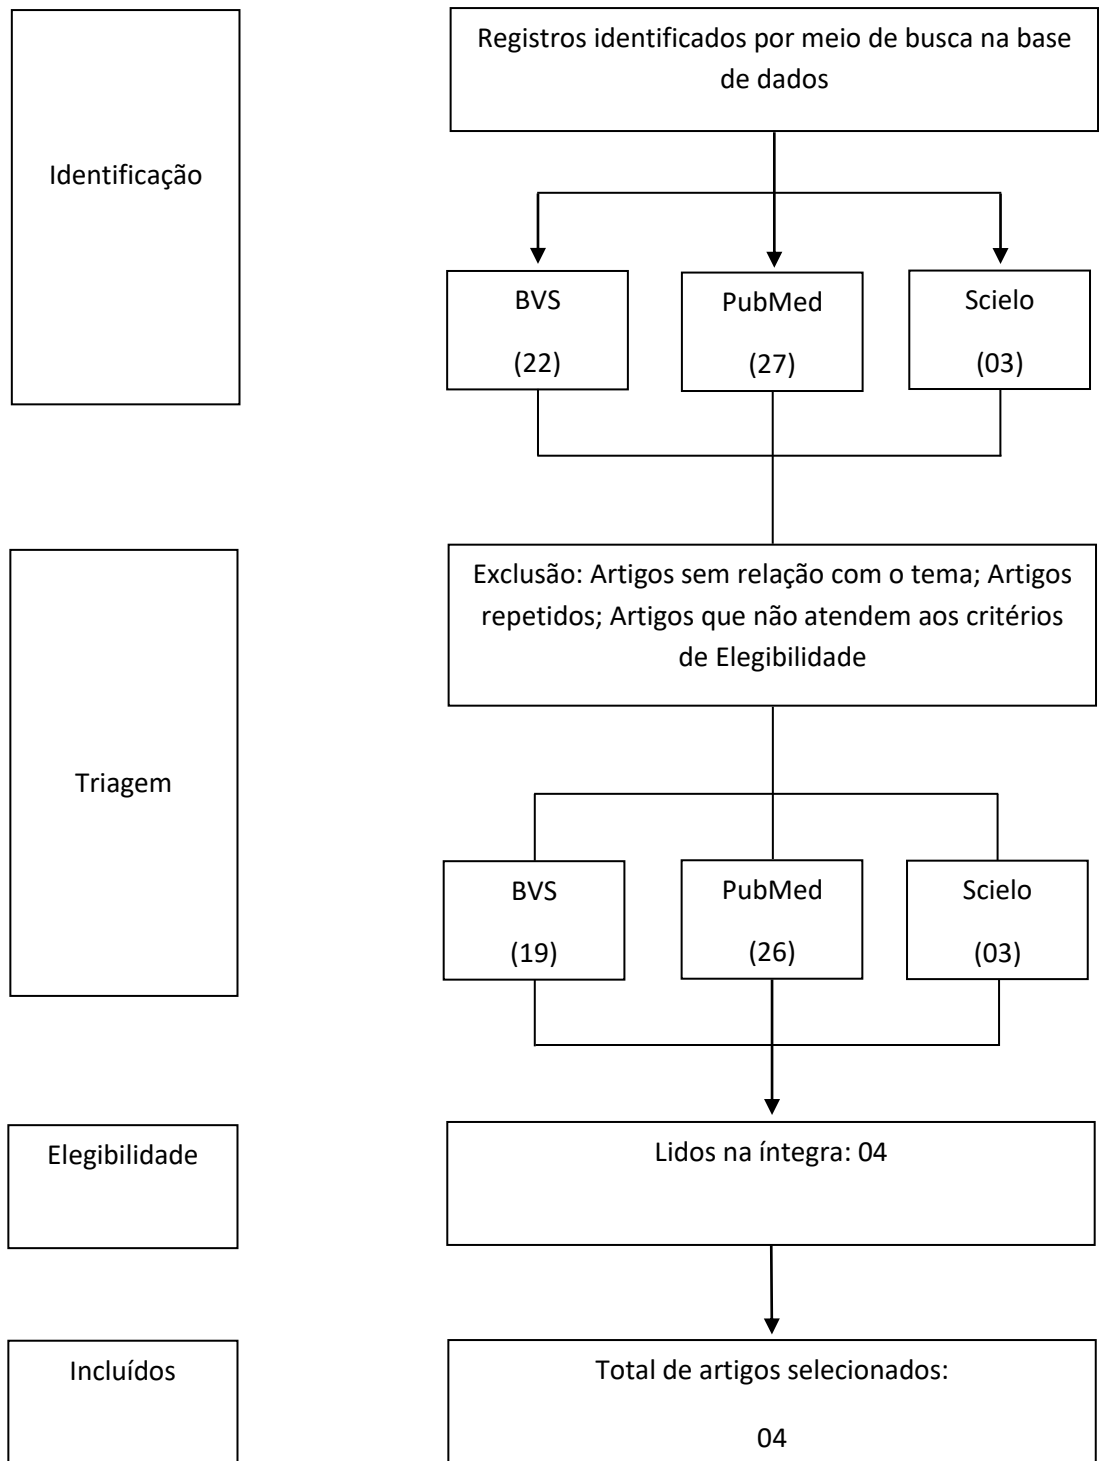 Identificação
Registros identificados por meio de busca na base
de dados
BVS
(22)
PubMed
(27)
Scielo
(03)
Triagem
Exclusão: Artigos sem relação com o tema; Artigos
repetidos; Artigos que não atendem aos critérios
de Elegibilidade
BVS
(19)
PubMed
(26)
Scielo
(03)
Elegibilidade
Lidos na íntegra: 04
Incluídos
Total de artigos selecionados:
04